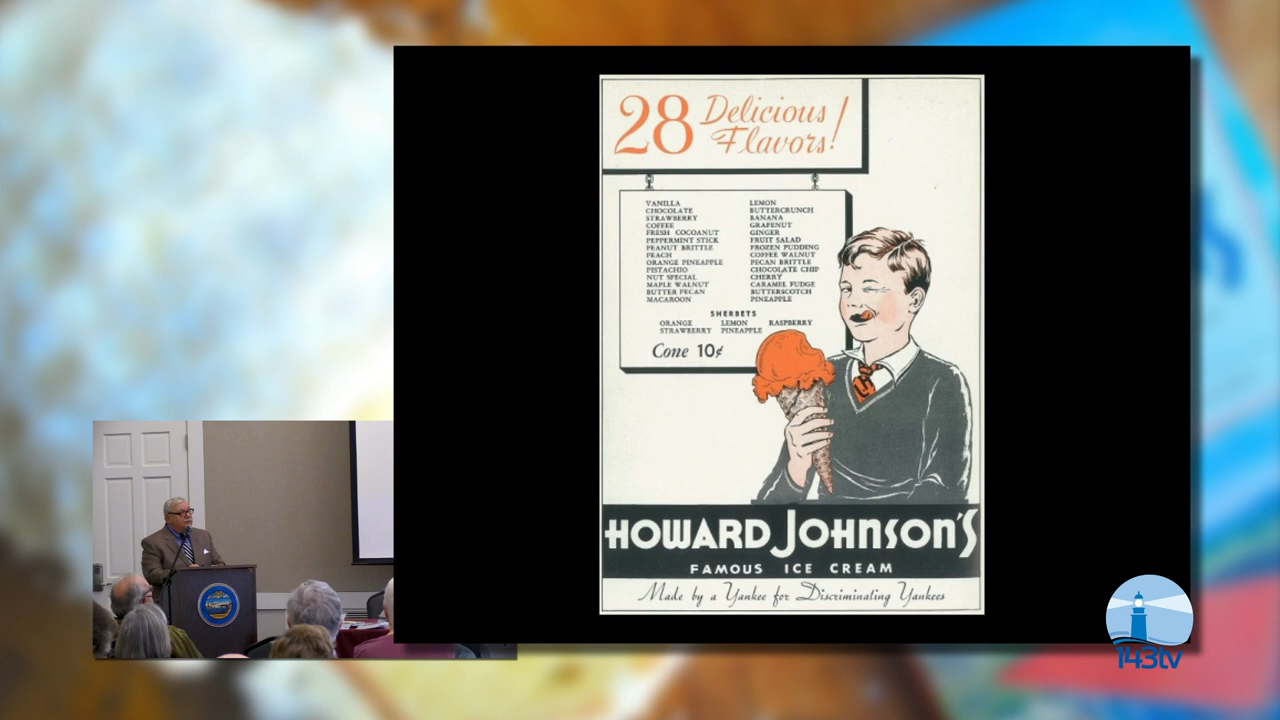 28 Delicious Flavors!
VANILLA
CHOCOLATE
STRAWBERRY
COFFEE
FRESH COCOANUT
PEPPERMINT STICK
PEANUT BRITTLE
PEACH
ORANGE PINEAPPLE
PISTACHIO
NUT SPECIAL
MAPLE WALNUT
BUTTER PECAN
MACAROON
LEMON
BUTTERCRUNCH
BANANA
GRAPENUT
GINGER
FRUIT SALAD
FROZEN PUDDING
COFFEE WALNUT
PECAN BRITTLE
CHOCOLATE CHIP
CHERRY
CARAMEL FUDGE
BUTTERSCOTCH
PINEAPPLE
SHERBETS
ORANGE LEMON RASPBERRY
STRAWBERRY PINEAPPLE
Cone 10¢
HOWARD JOHNSON'S
FAMOUS ICE CREAM
Made by a Yankee for Discriminating Yankees
143tv